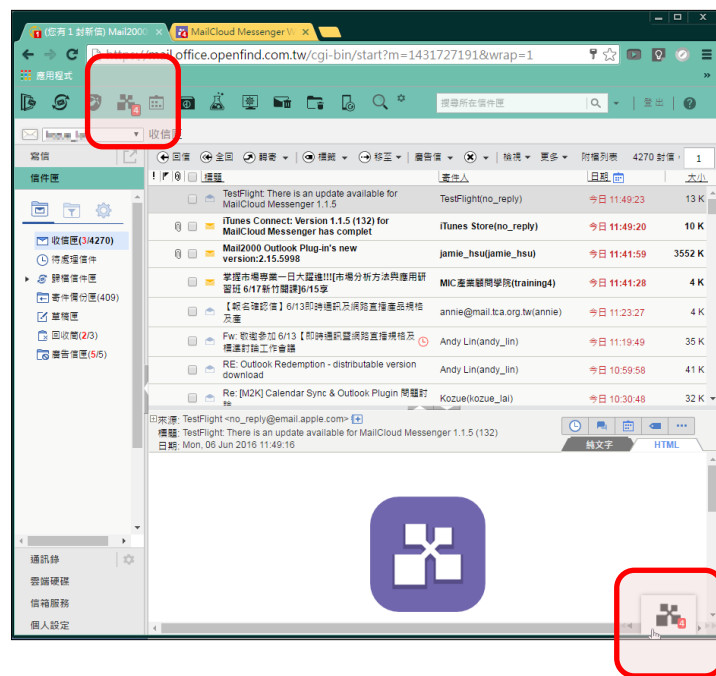 (您有 1 封新信) Mail2000
MailCloud Messenger W
https://mail.office.openfind.com.tw/cgi-bin/start?m=1431727191&wrap=1
應用程式
4
搜尋所在信件匣
登出
收信匣
寫信
回信 全回 轉寄 標籤 移至 廣告信 檢視 更多 附檔列表 4270 封信, 1
信件匣
標題 寄件人 日期 大小
TestFlight: There is an update available for
MailCloud Messenger 1.1.5
TestFlight(no_reply) 今日 11:49:23 13 K
iTunes Connect: Version 1.1.5 (132) for
MailCloud Messenger has complet
iTunes Store(no_reply) 今日 11:49:20 10 K
Mail2000 Outlook Plug-in's new
version:2.15.5998
jamie_hsu(jamie_hsu) 今日 11:41:59 3552 K
掌握市場專業一日大躍進!!![市場分析方法與應用研
習班 6/17新竹開課]6/15享
MIC產業顧問學院(training4) 今日 11:41:28 4 K
【報名確認信】6/13即時通訊及網路直播產品規格
及產
annie@mail.tca.org.tw(annie) 今日 11:23:27 4 K
Fw: 敬邀參加 6/13【即時通訊暨網路直播規格及
標準討論工作會議
Andy Lin(andy_lin) 今日 11:19:49 35 K
RE: Outlook Redemption - distributable version
download
Andy Lin(andy_lin) 今日 10:59:58 41 K
Re: [M2K] Calendar Sync & Outlook Plugin 問題討
Kozue(kozue_lai) 今日 10:30:48 32 K
收信匣(3/4270)
待處理信件
歸檔信件匣
寄件備份匣(409)
草稿匣
回收筒(2/3)
廣告信匣(5/5)
來源: TestFlight <no_reply@email.apple.com>
標題: TestFlight: There is an update available for MailCloud Messenger 1.1.5 (132)
日期: Mon, 06 Jun 2016 11:49:16
純文字 HTML
通訊錄
雲端硬碟
信箱服務
個人設定
4